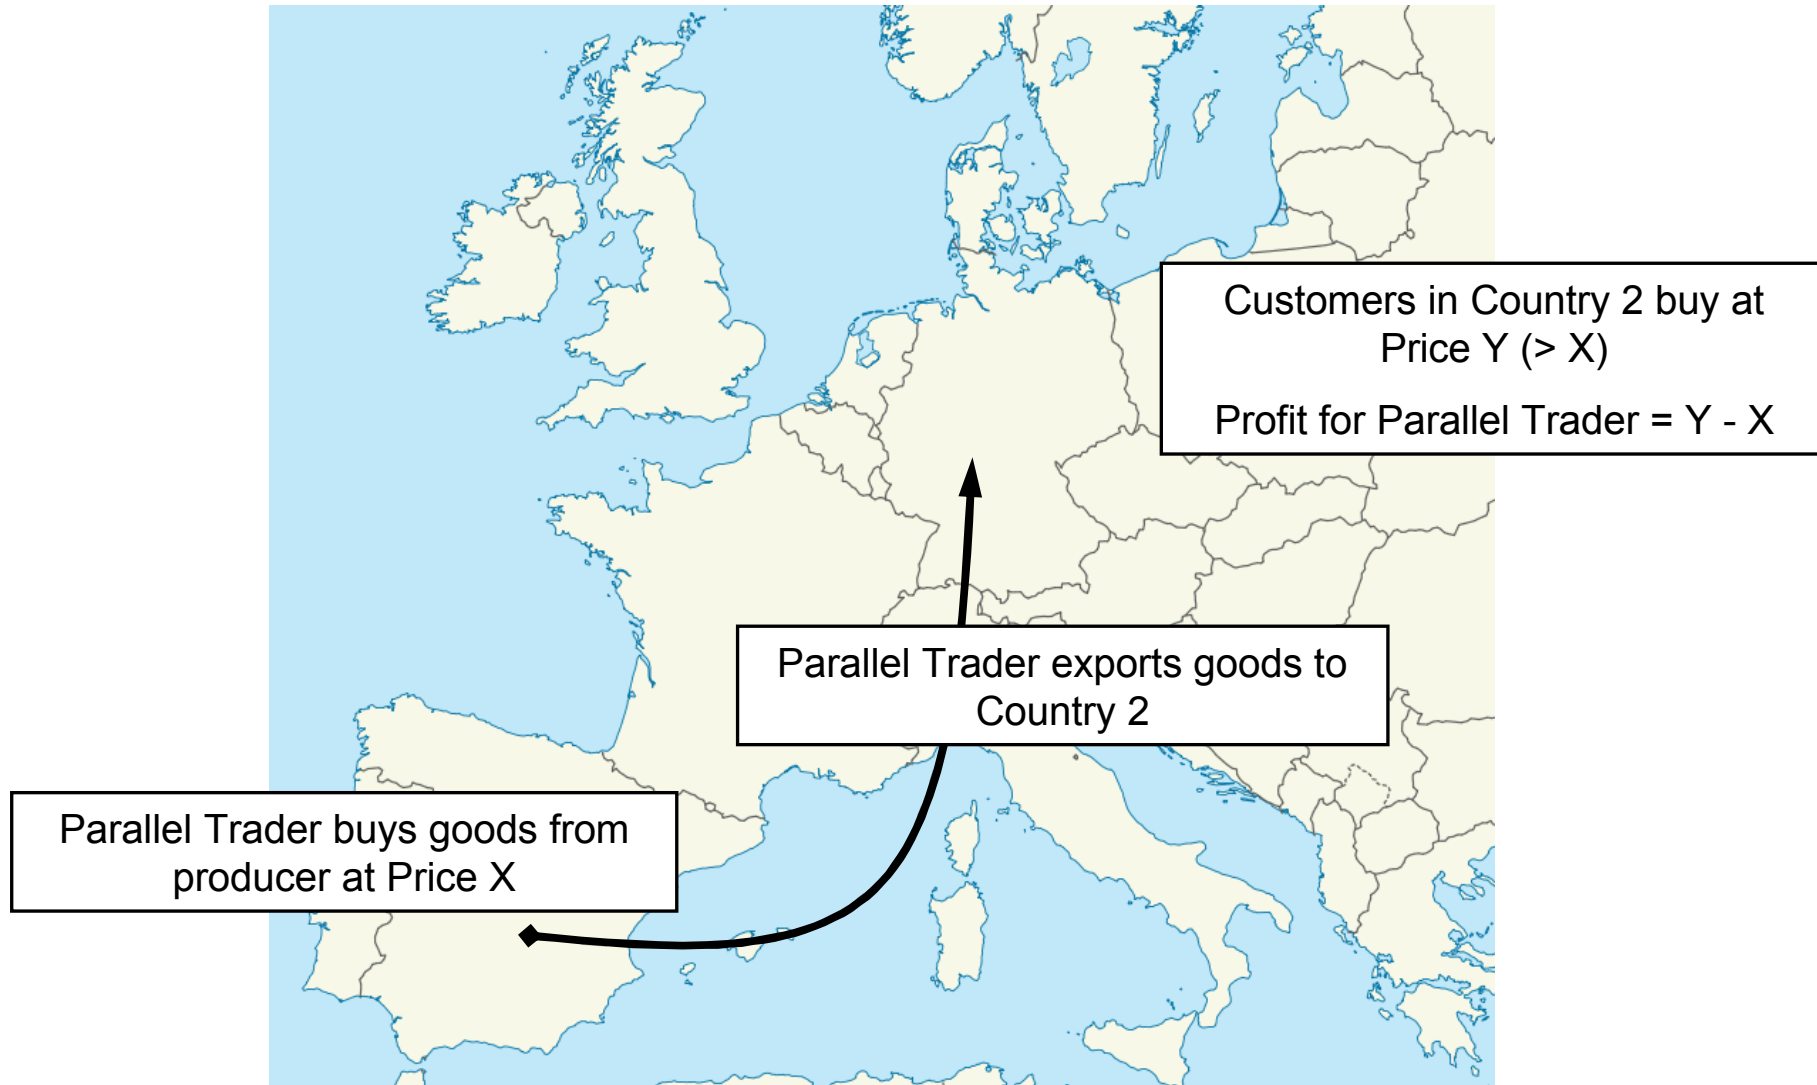 Customers in Country 2 buy at
Price Y (> X)
Profit for Parallel Trader = Y - X
Parallel Trader exports goods to
Country 2
Parallel Trader buys goods from
producer at Price X